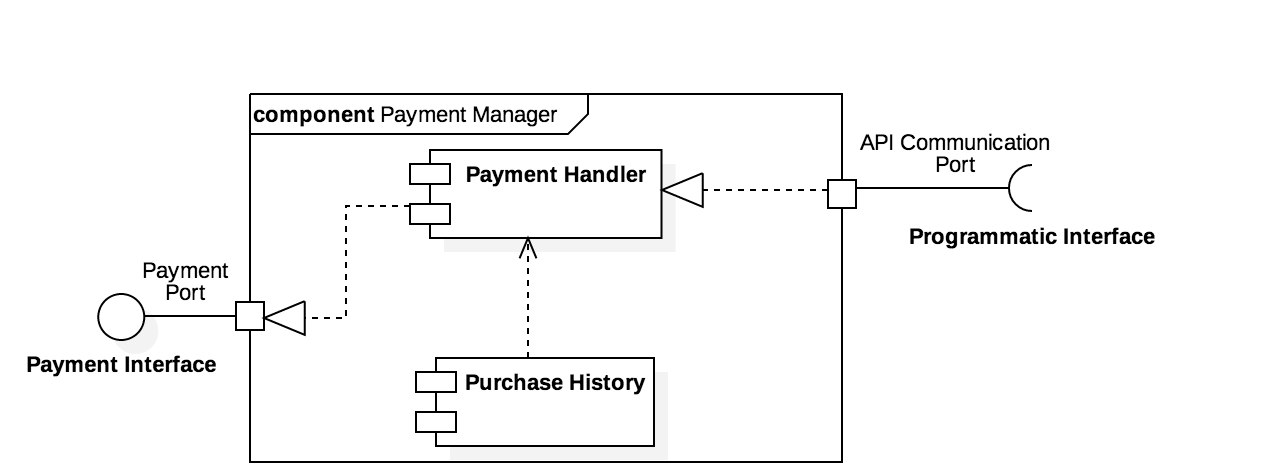 component Payment Manager
API Communication
Port
Payment Handler
Programmatic Interface
Payment
Port
Payment Interface
Purchase History